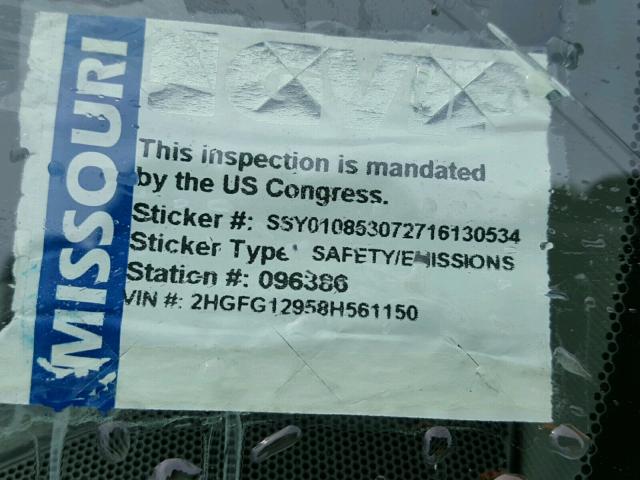 MISSOURI
This inspection is mandated
by the US Congress.
Sticker #: SSY010853072716130534
Sticker Type: SAFETY/EMISSIONS
Station #: 096386
VIN #: 2HGFG12958H561150